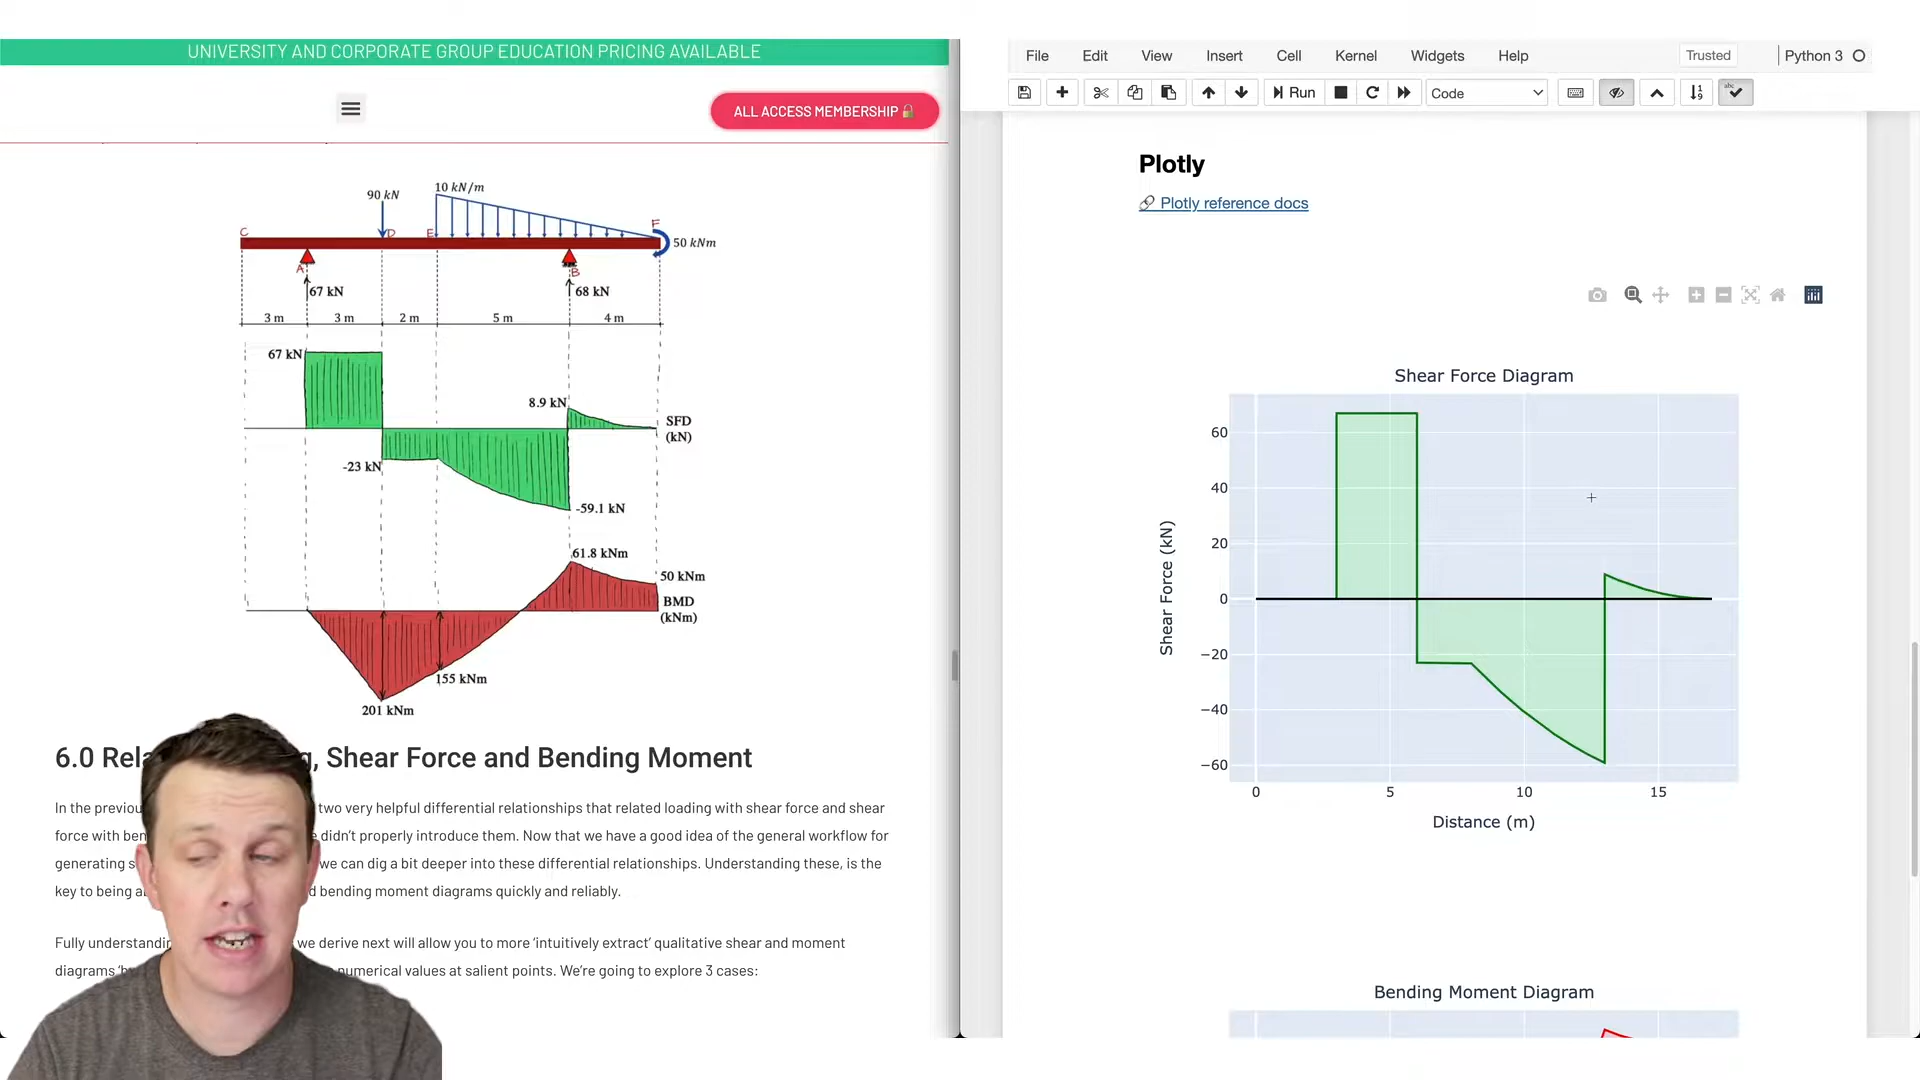 UNIVERSITY AND CORPORATE GROUP EDUCATION PRICING AVAILABLE
ALL ACCESS MEMBERSHIP
90 kN
10 kN/m
C
D
E
F
50 kNm
A
B
67 kN
68 kN
3 m
3 m
2 m
5 m
4 m
67 kN
8.9 kN
SFD
(kN)
-23 kN
-59.1 kN
61.8 kNm
50 kNm
BMD
(kNm)
155 kNm
201 kNm
6.0 Rela g, Shear Force and Bending Moment
In the previou two very helpful differential relationships that related loading with shear force and shear
force with ben didn't properly introduce them. Now that we have a good idea of the general workflow for
generating s we can dig a bit deeper into these differential relationships. Understanding these, is the
key to being a d bending moment diagrams quickly and reliably.
Fully understandin we derive next will allow you to more 'intuitively extract' qualitative shear and moment
diagrams numerical values at salient points. We're going to explore 3 cases:
File Edit View Insert Cell Kernel Widgets Help Trusted Python 3
Run Code
Plotly
Plotly reference docs
Shear Force Diagram
60
40
20
0
−20
−40
−60
Shear Force (kN)
0 5 10 15
Distance (m)
Bending Moment Diagram